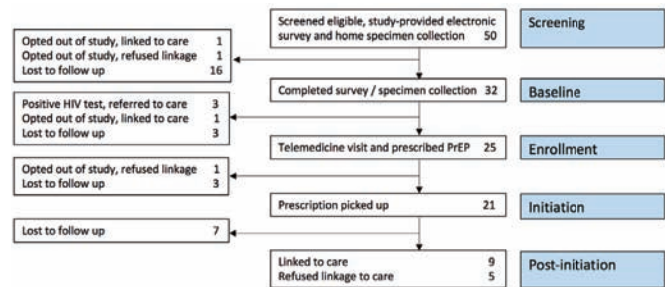 Screened eligible, study-provided electronic
survey and home specimen collection 50
Screening
Opted out of study, linked to care 1
Opted out of study, refused linkage 1
Lost to follow up 16
Completed survey / specimen collection 32
Baseline
Positive HIV test, referred to care 3
Opted out of study, linked to care 1
Lost to follow up 3
Telemedicine visit and prescribed PrEP 25
Enrollment
Opted out of study, refused linkage 1
Lost to follow up 3
Prescription picked up 21
Initiation
Lost to follow up 7
Linked to care 9
Refused linkage to care 5
Post-initiation